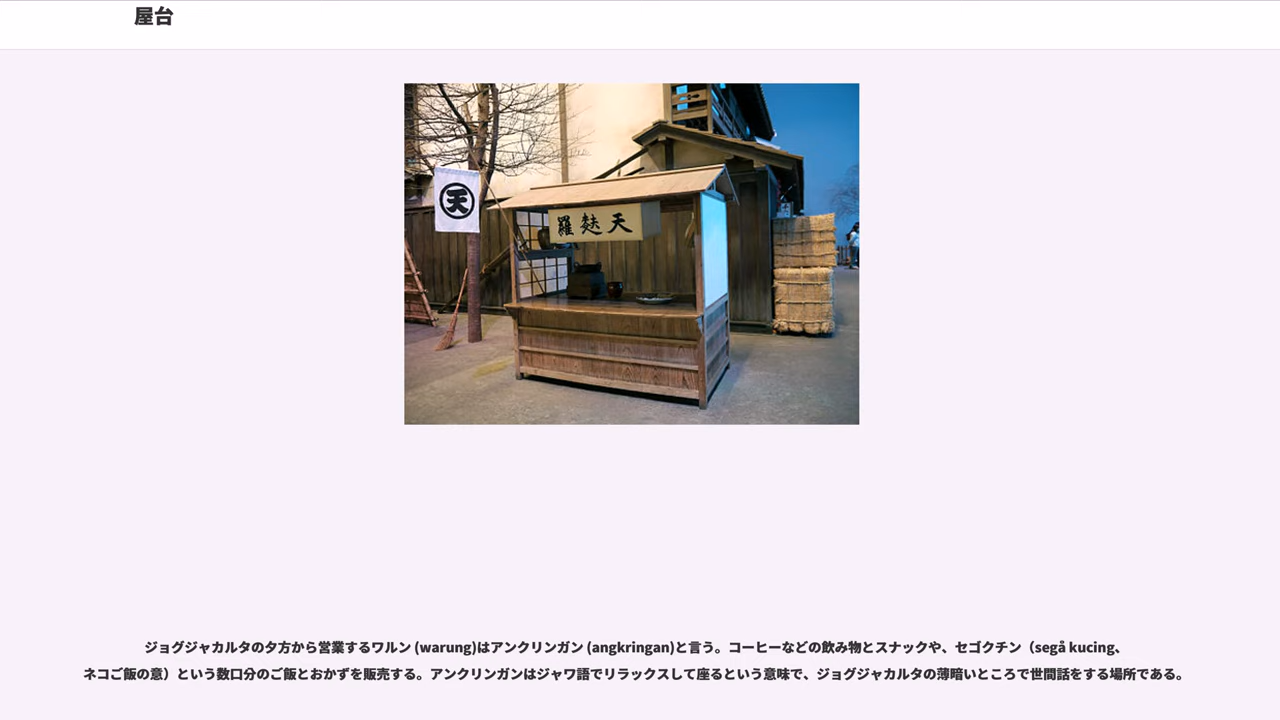 屋台
天
羅麩天
ジョグジャカルタの夕方から営業するワルン (warung)はアンクリンガン (angkringan)と言う。コーヒーなどの飲み物とスナックや、セゴクチン（segå kucing、
ネコご飯の意）という数口分のご飯とおかずを販売する。アンクリンガンはジャワ語でリラックスして座るという意味で、ジョグジャカルタの薄暗いところで世間話をする場所である。